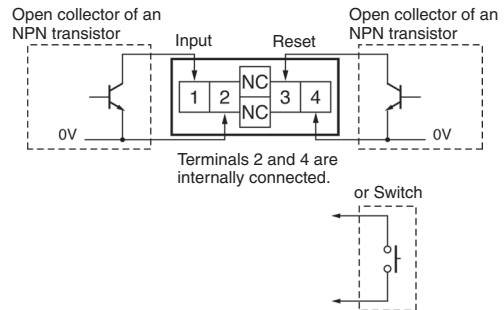 Open collector of an
NPN transistor
Open collector of an
NPN transistor
Input
Reset
NC
1 2 3 4
NC
0V
0V
Terminals 2 and 4 are
internally connected.
or Switch